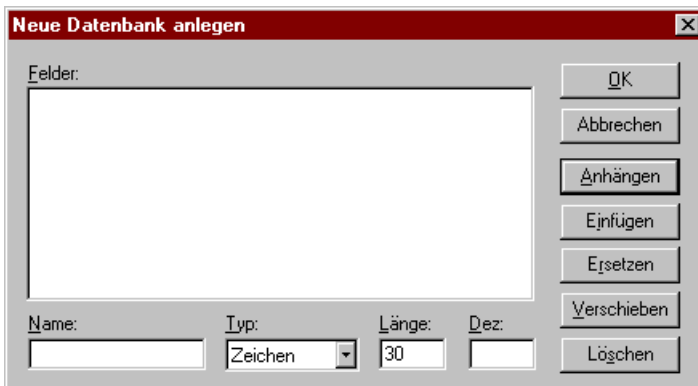 Neue Datenbank anlegen
Felder:
OK
Abbrechen
Anhängen
Einfügen
Ersetzen
Verschieben
Löschen
Name:
Typ:
Länge:
Dez:
Zeichen
30